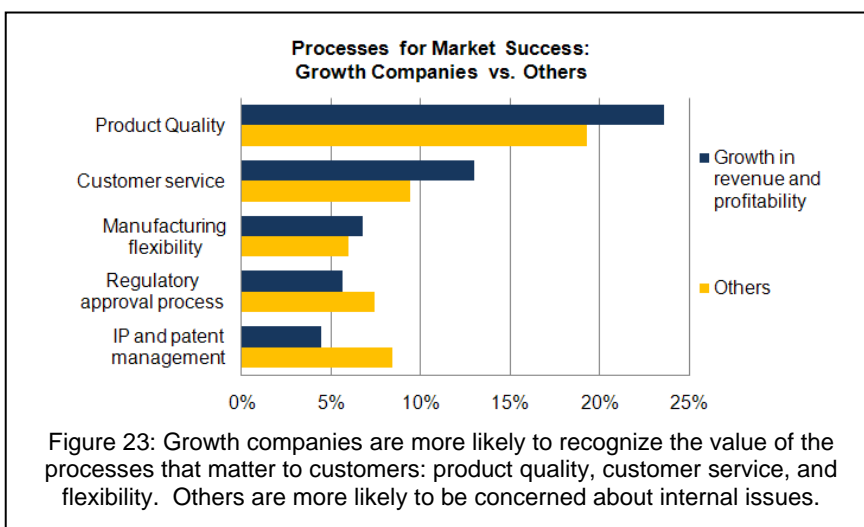 Processes for Market Success:
Growth Companies vs. Others
Product Quality
Customer service
Manufacturing
flexibility
Regulatory
approval process
IP and patent
management
Growth in
revenue and
profitability
Others
0% 5% 10% 15% 20% 25%
Figure 23: Growth companies are more likely to recognize the value of the
processes that matter to customers: product quality, customer service, and
flexibility. Others are more likely to be concerned about internal issues.